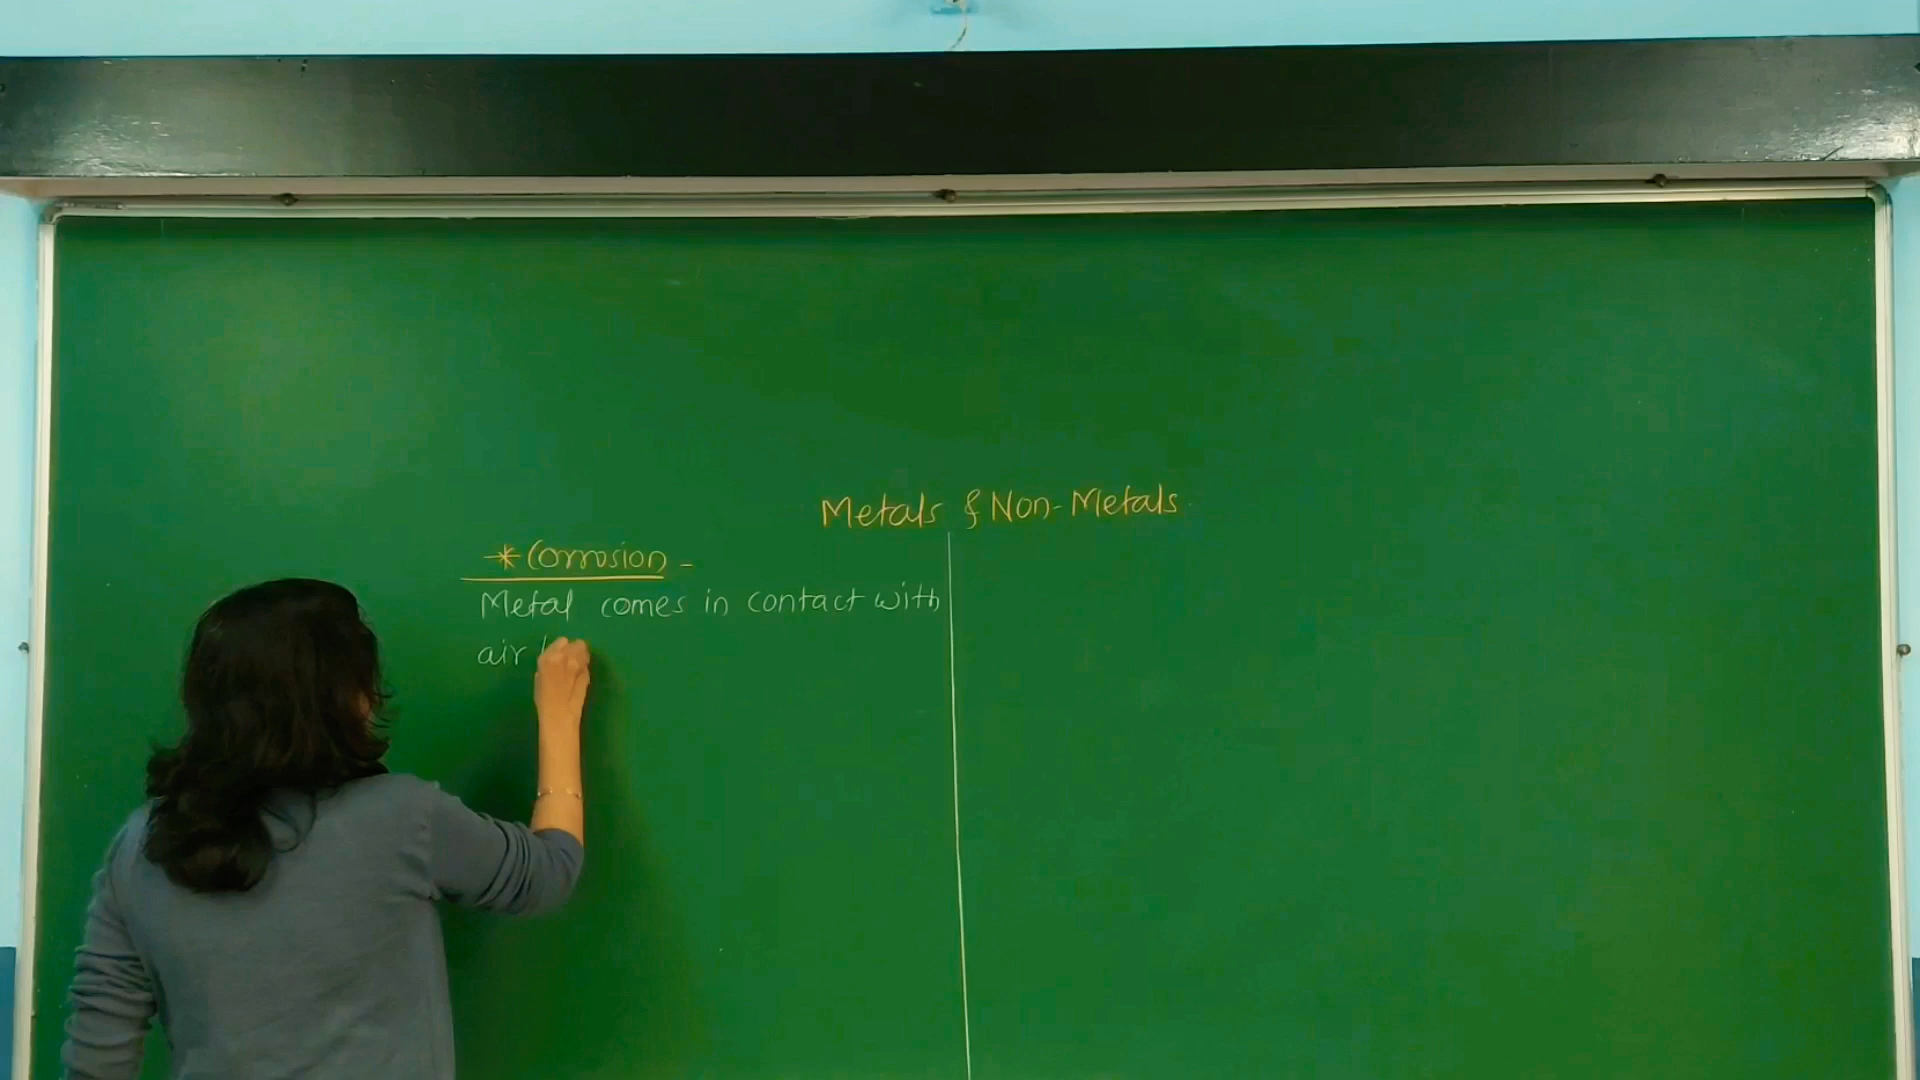 Metals & Non-Metals
* Corrosion -
Metal comes in contact with
air